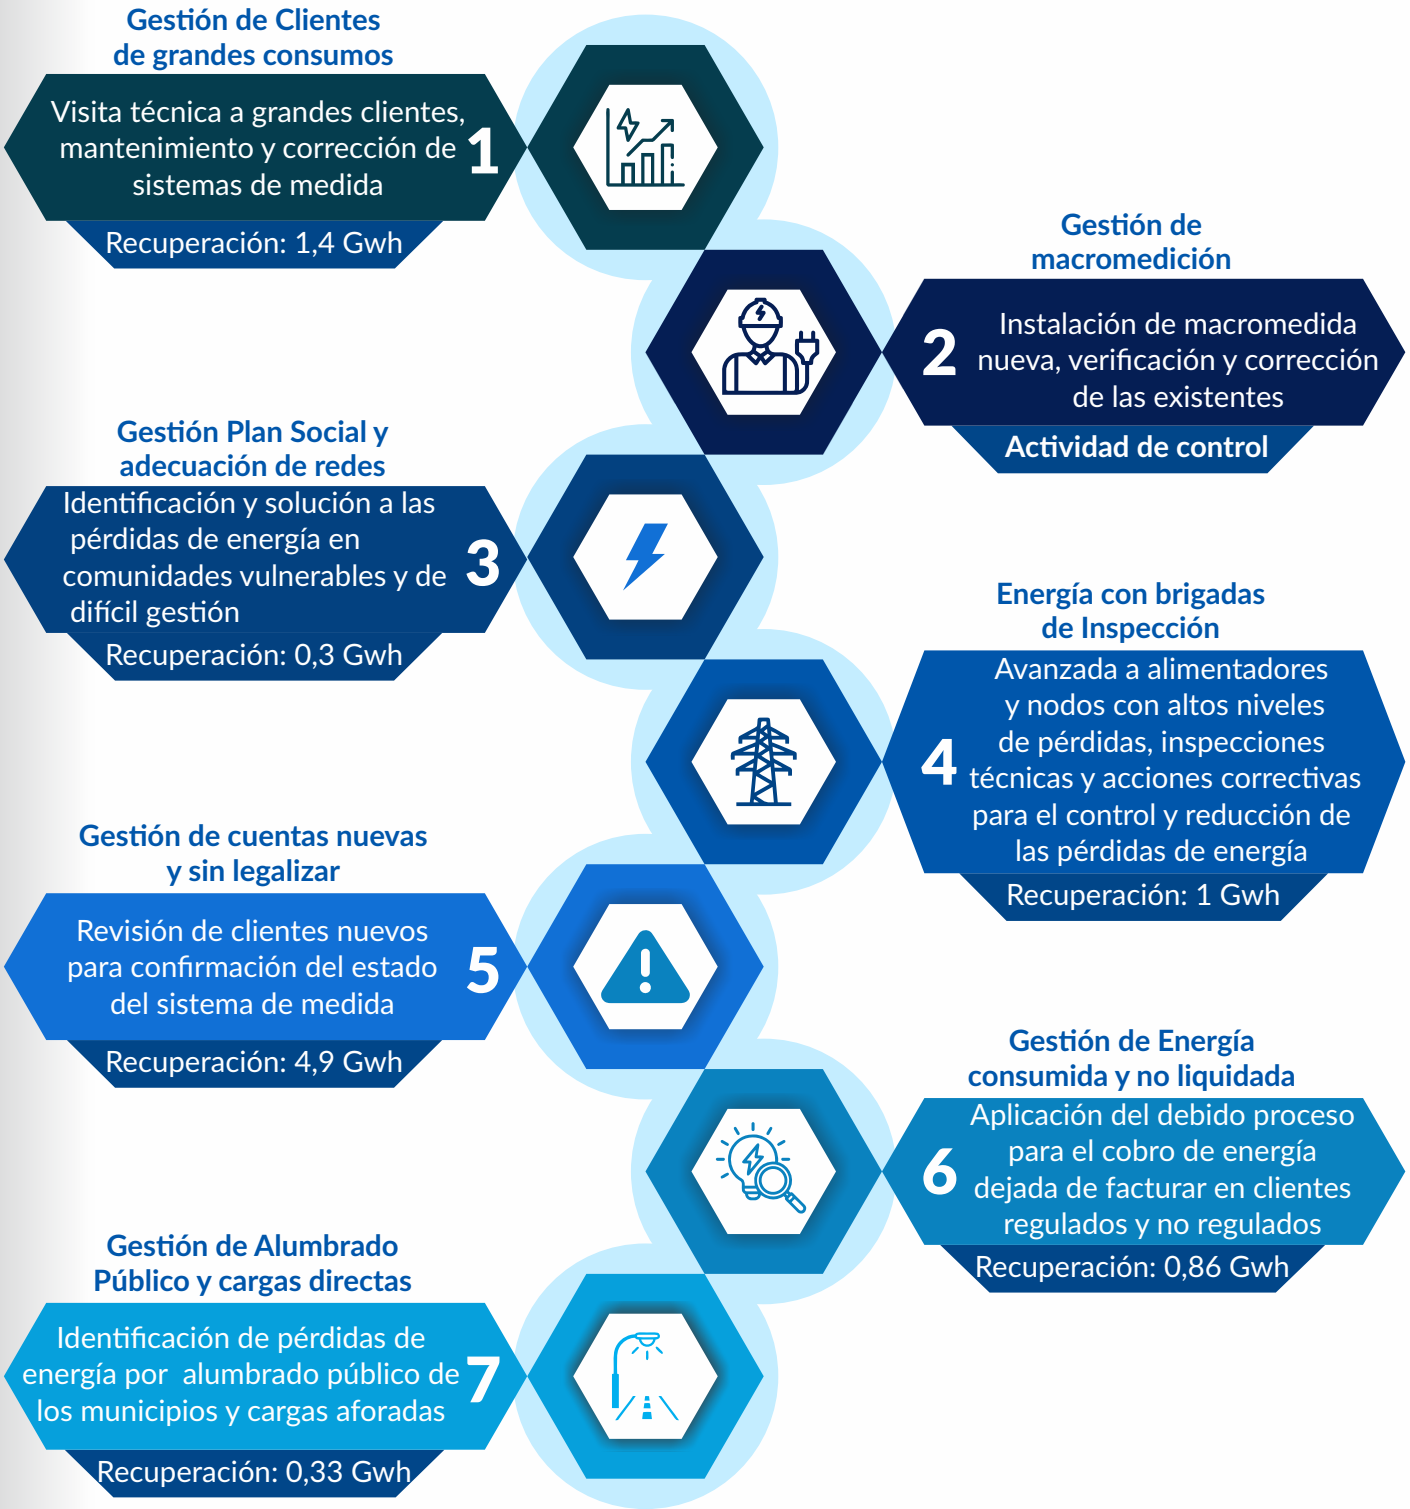 Gestión de Clientes
de grandes consumos
Visita técnica a grandes clientes,
mantenimiento y corrección de
sistemas de medida
1
Recuperación: 1,4 Gwh
Gestión de
macromedición
2
Instalación de macromedida
nueva, verificación y corrección
de las existentes
Actividad de control
Gestión Plan Social y
adecuación de redes
Identificación y solución a las
pérdidas de energía en
comunidades vulnerables y de
difícil gestión
3
Recuperación: 0,3 Gwh
Energía con brigadas
de Inspección
4
Avanzada a alimentadores
y nodos con altos niveles
de pérdidas, inspecciones
técnicas y acciones correctivas
para el control y reducción de
las pérdidas de energía
Recuperación: 1 Gwh
Gestión de cuentas nuevas
y sin legalizar
Revisión de clientes nuevos
para confirmación del estado
del sistema de medida
5
Recuperación: 4,9 Gwh
Gestión de Energía
consumida y no liquidada
6
Aplicación del debido proceso
para el cobro de energía
dejada de facturar en clientes
regulados y no regulados
Recuperación: 0,86 Gwh
Gestión de Alumbrado
Público y cargas directas
Identificación de pérdidas de
energía por alumbrado público de
los municipios y cargas aforadas
7
Recuperación: 0,33 Gwh